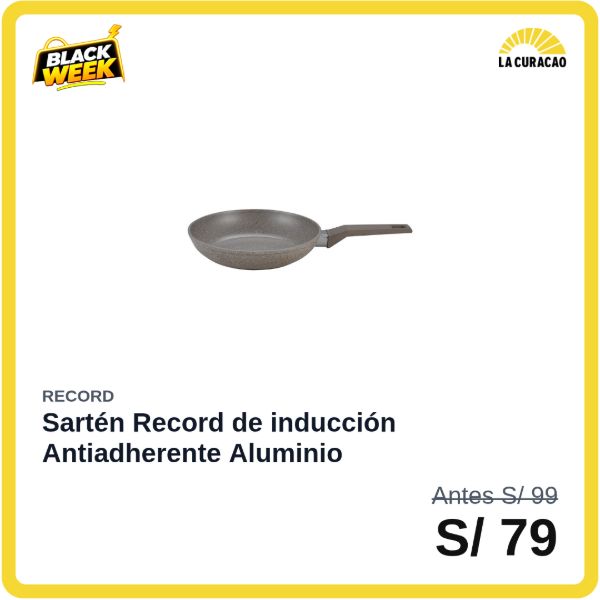 BLACK
WEEK
LA CURACAO
RECORD
Sartén Record de inducción
Antiadherente Aluminio
Antes S/ 99
S/ 79